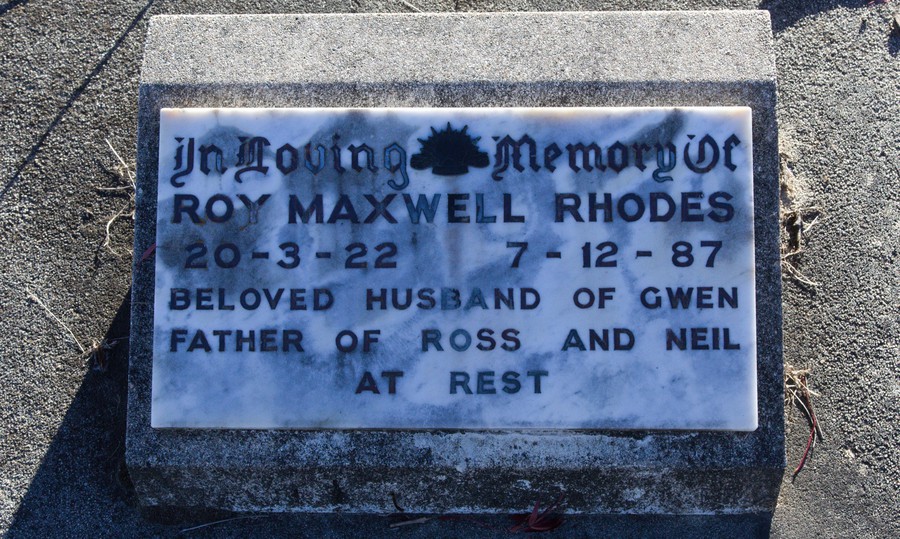 In Loving Memory Of
ROY MAXWELL RHODES
20-3-22 7-12-87
BELOVED HUSBAND OF GWEN
FATHER OF ROSS AND NEIL
AT REST